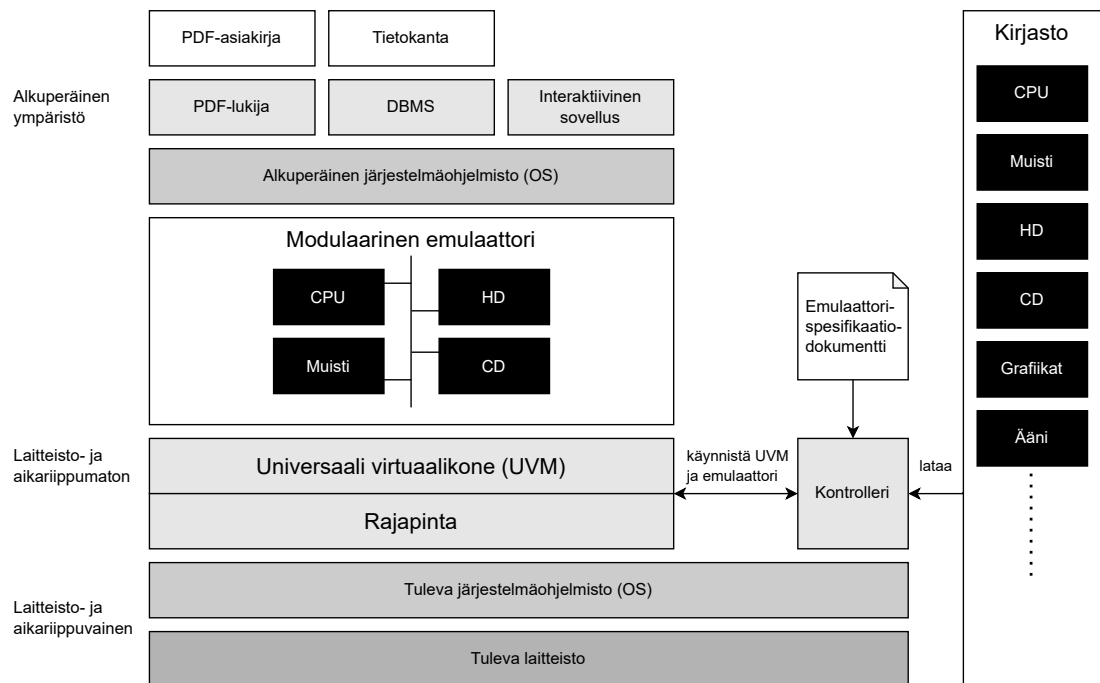 PDF-asiakirja
Tietokanta
Alkuperäinen
ympäristö
PDF-lukija
DBMS
Interaktiivinen
sovellus
Alkuperäinen järjestelmäohjelmisto (OS)
Modulaarinen emulaattori
CPU
HD
Muisti
CD
Emulaattori-
spesifikaatio-
dokumentti
Laitteisto- ja
aikariippumaton
Universaali virtuaalikone (UVM)
Rajapinta
käynnistä UVM
ja emulaattori
Kontrolleri
lataa
Laitteisto- ja
aikariippuvainen
Tuleva järjestelmäohjelmisto (OS)
Tuleva laitteisto
Kirjasto
CPU
Muisti
HD
CD
Grafiikat
Ääni